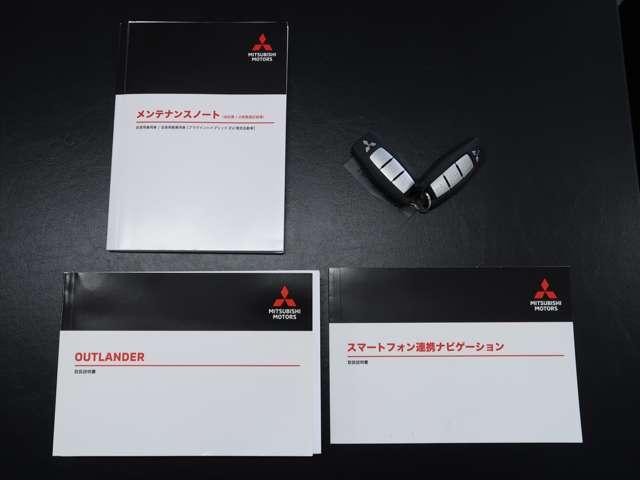 MITSUBISHI
MOTORS
メンテナンスノート
OUTLANDER
取扱説明書
MITSUBISHI
MOTORS
スマートフォン連携ナビゲーション
取扱説明書
MITSUBISHI
MOTORS